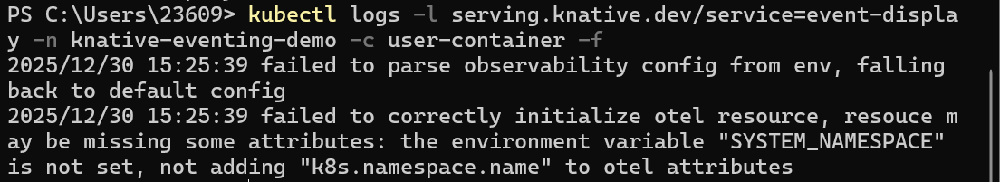 PS C:\Users\23609> kubectl logs -l serving.knative.dev/service=event-displa
y -n knative-eventing-demo -c user-container -f
2025/12/30 15:25:39 failed to parse observability config from env, falling
back to default config
2025/12/30 15:25:39 failed to correctly initialize otel resource, resouce m
ay be missing some attributes: the environment variable "SYSTEM_NAMESPACE"
is not set, not adding "k8s.namespace.name" to otel attributes